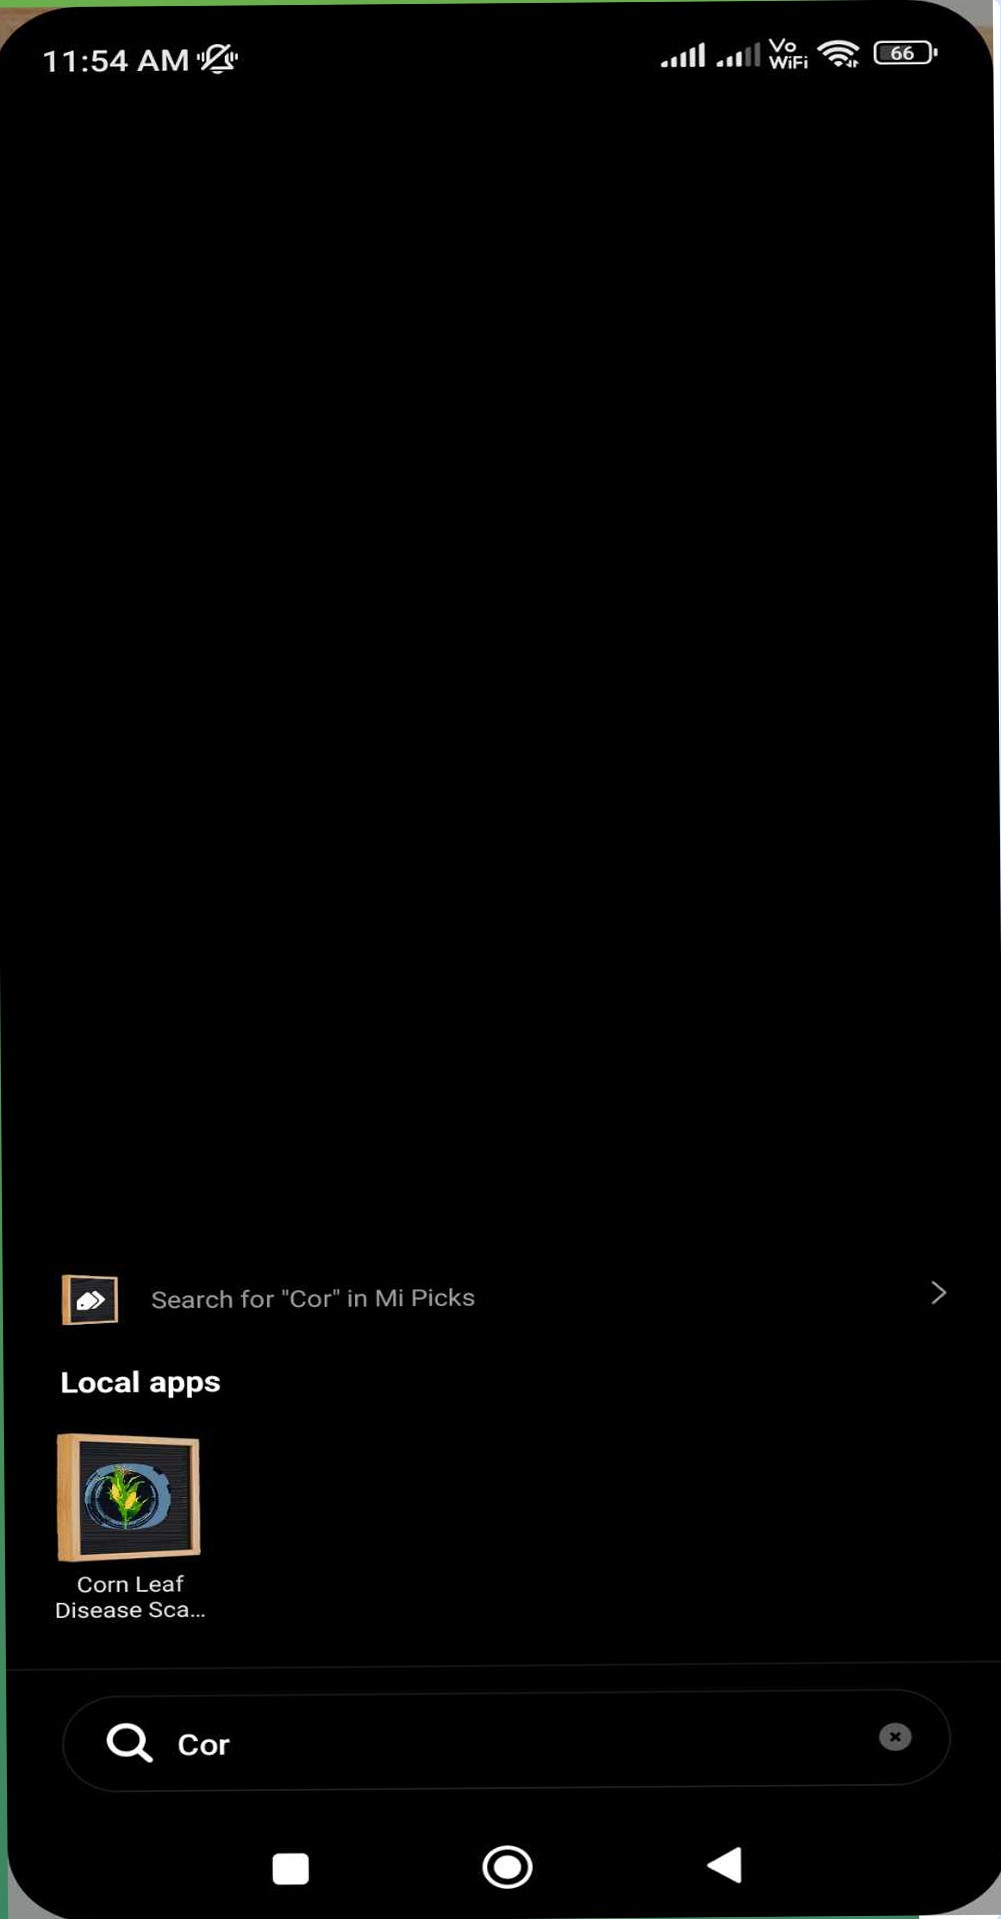 11:54 AM
Vo
WiFi
66
Search for "Cor" in Mi Picks
Local apps
Corn Leaf
Disease Sca...
Cor